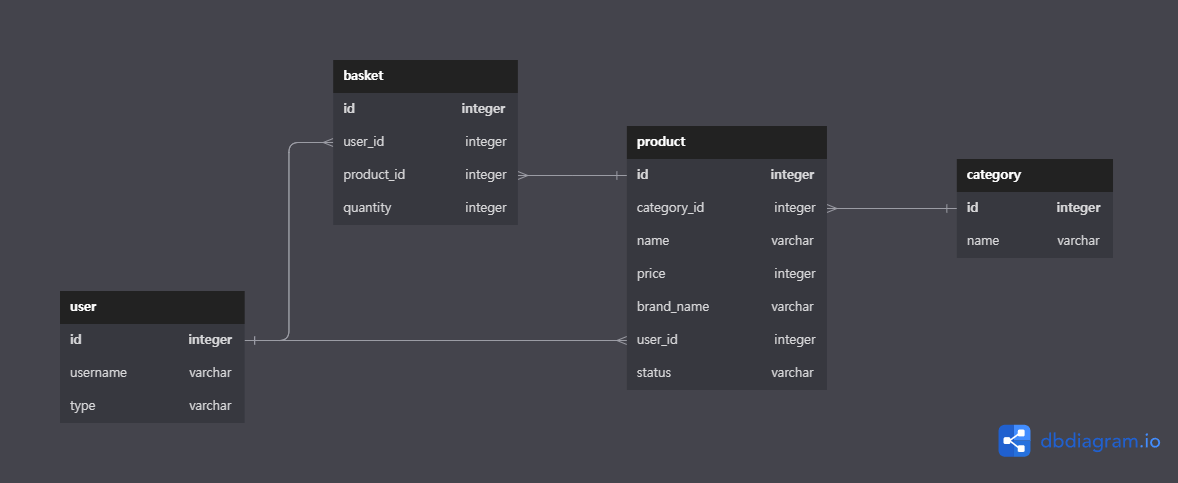 basket
id integer
user_id integer
product_id integer
quantity integer
product
id integer
category_id integer
name varchar
price integer
brand_name varchar
user_id integer
status varchar
category
id integer
name varchar
user
id integer
username varchar
type varchar
dbdiagram.io